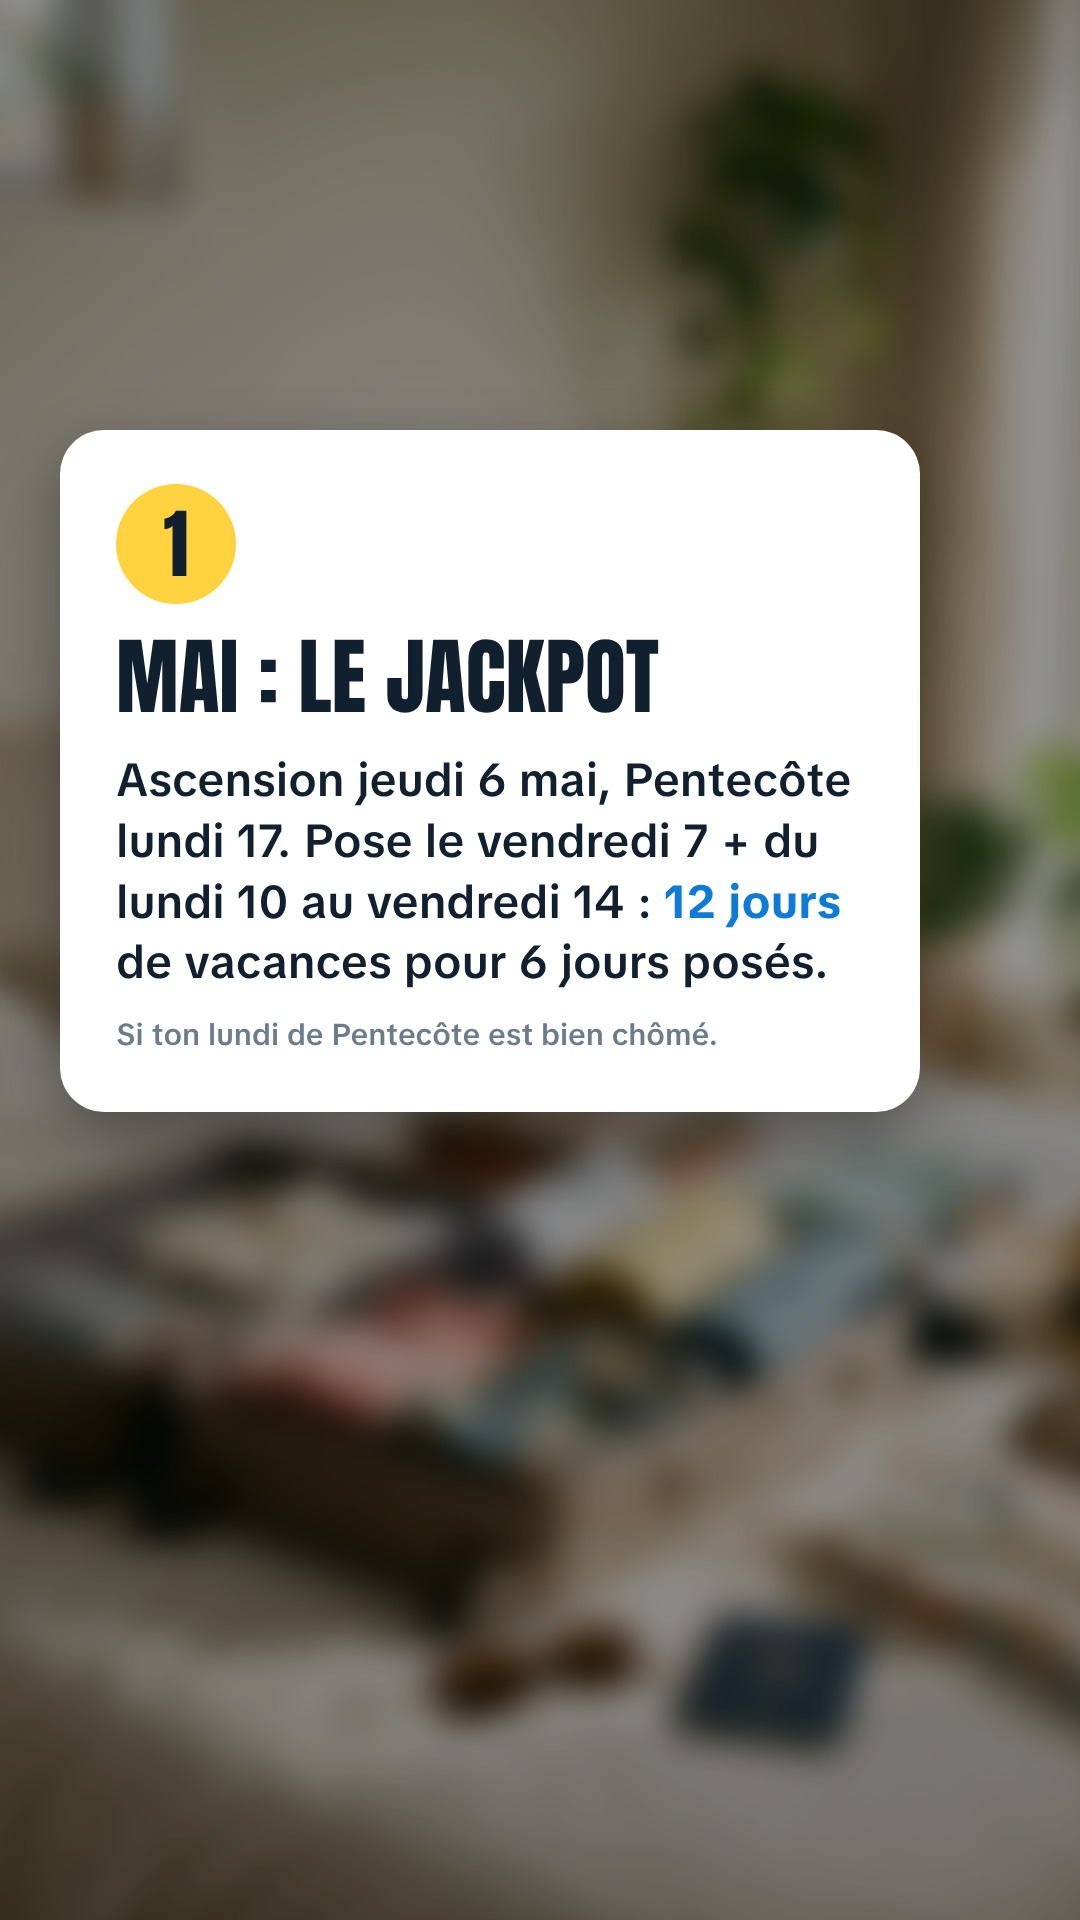 1
MAI : LE JACKPOT
Ascension jeudi 6 mai, Pentecôte
lundi 17. Pose le vendredi 7 + du
lundi 10 au vendredi 14 : 12 jours
de vacances pour 6 jours posés.
Si ton lundi de Pentecôte est bien chômé.